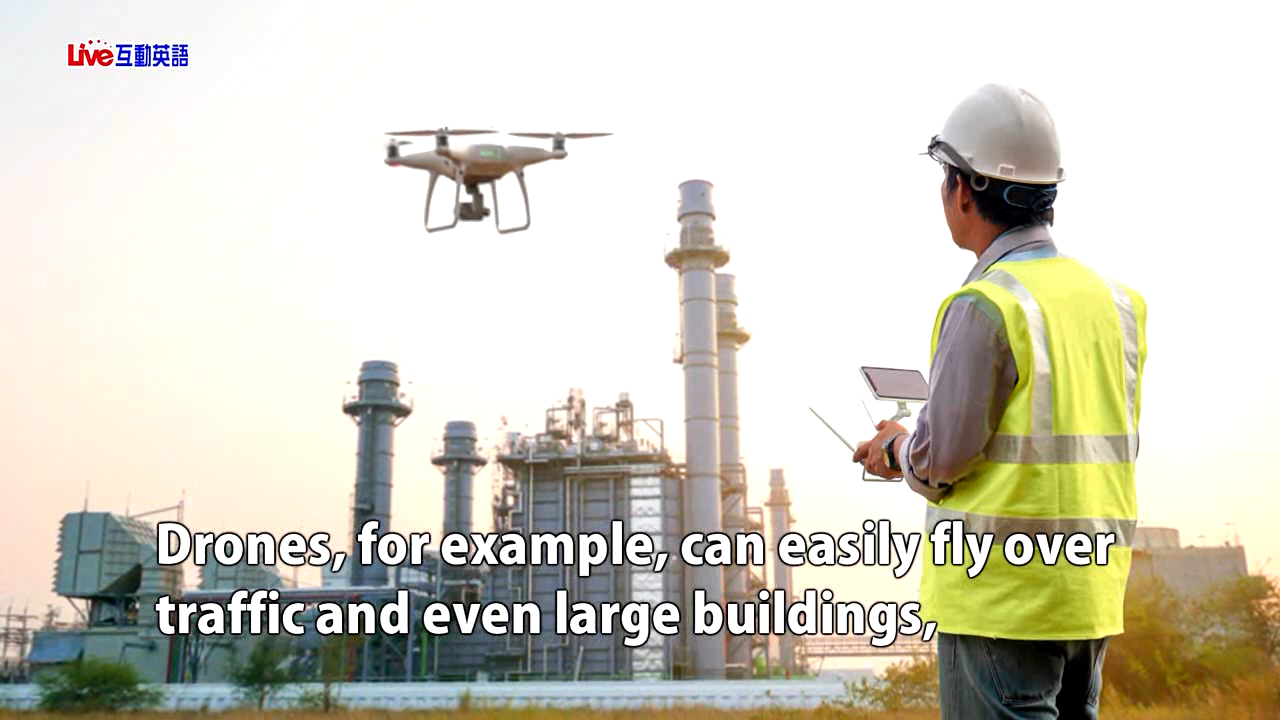 Live互動英語
Drones, for example, can easily fly over
traffic and even large buildings,